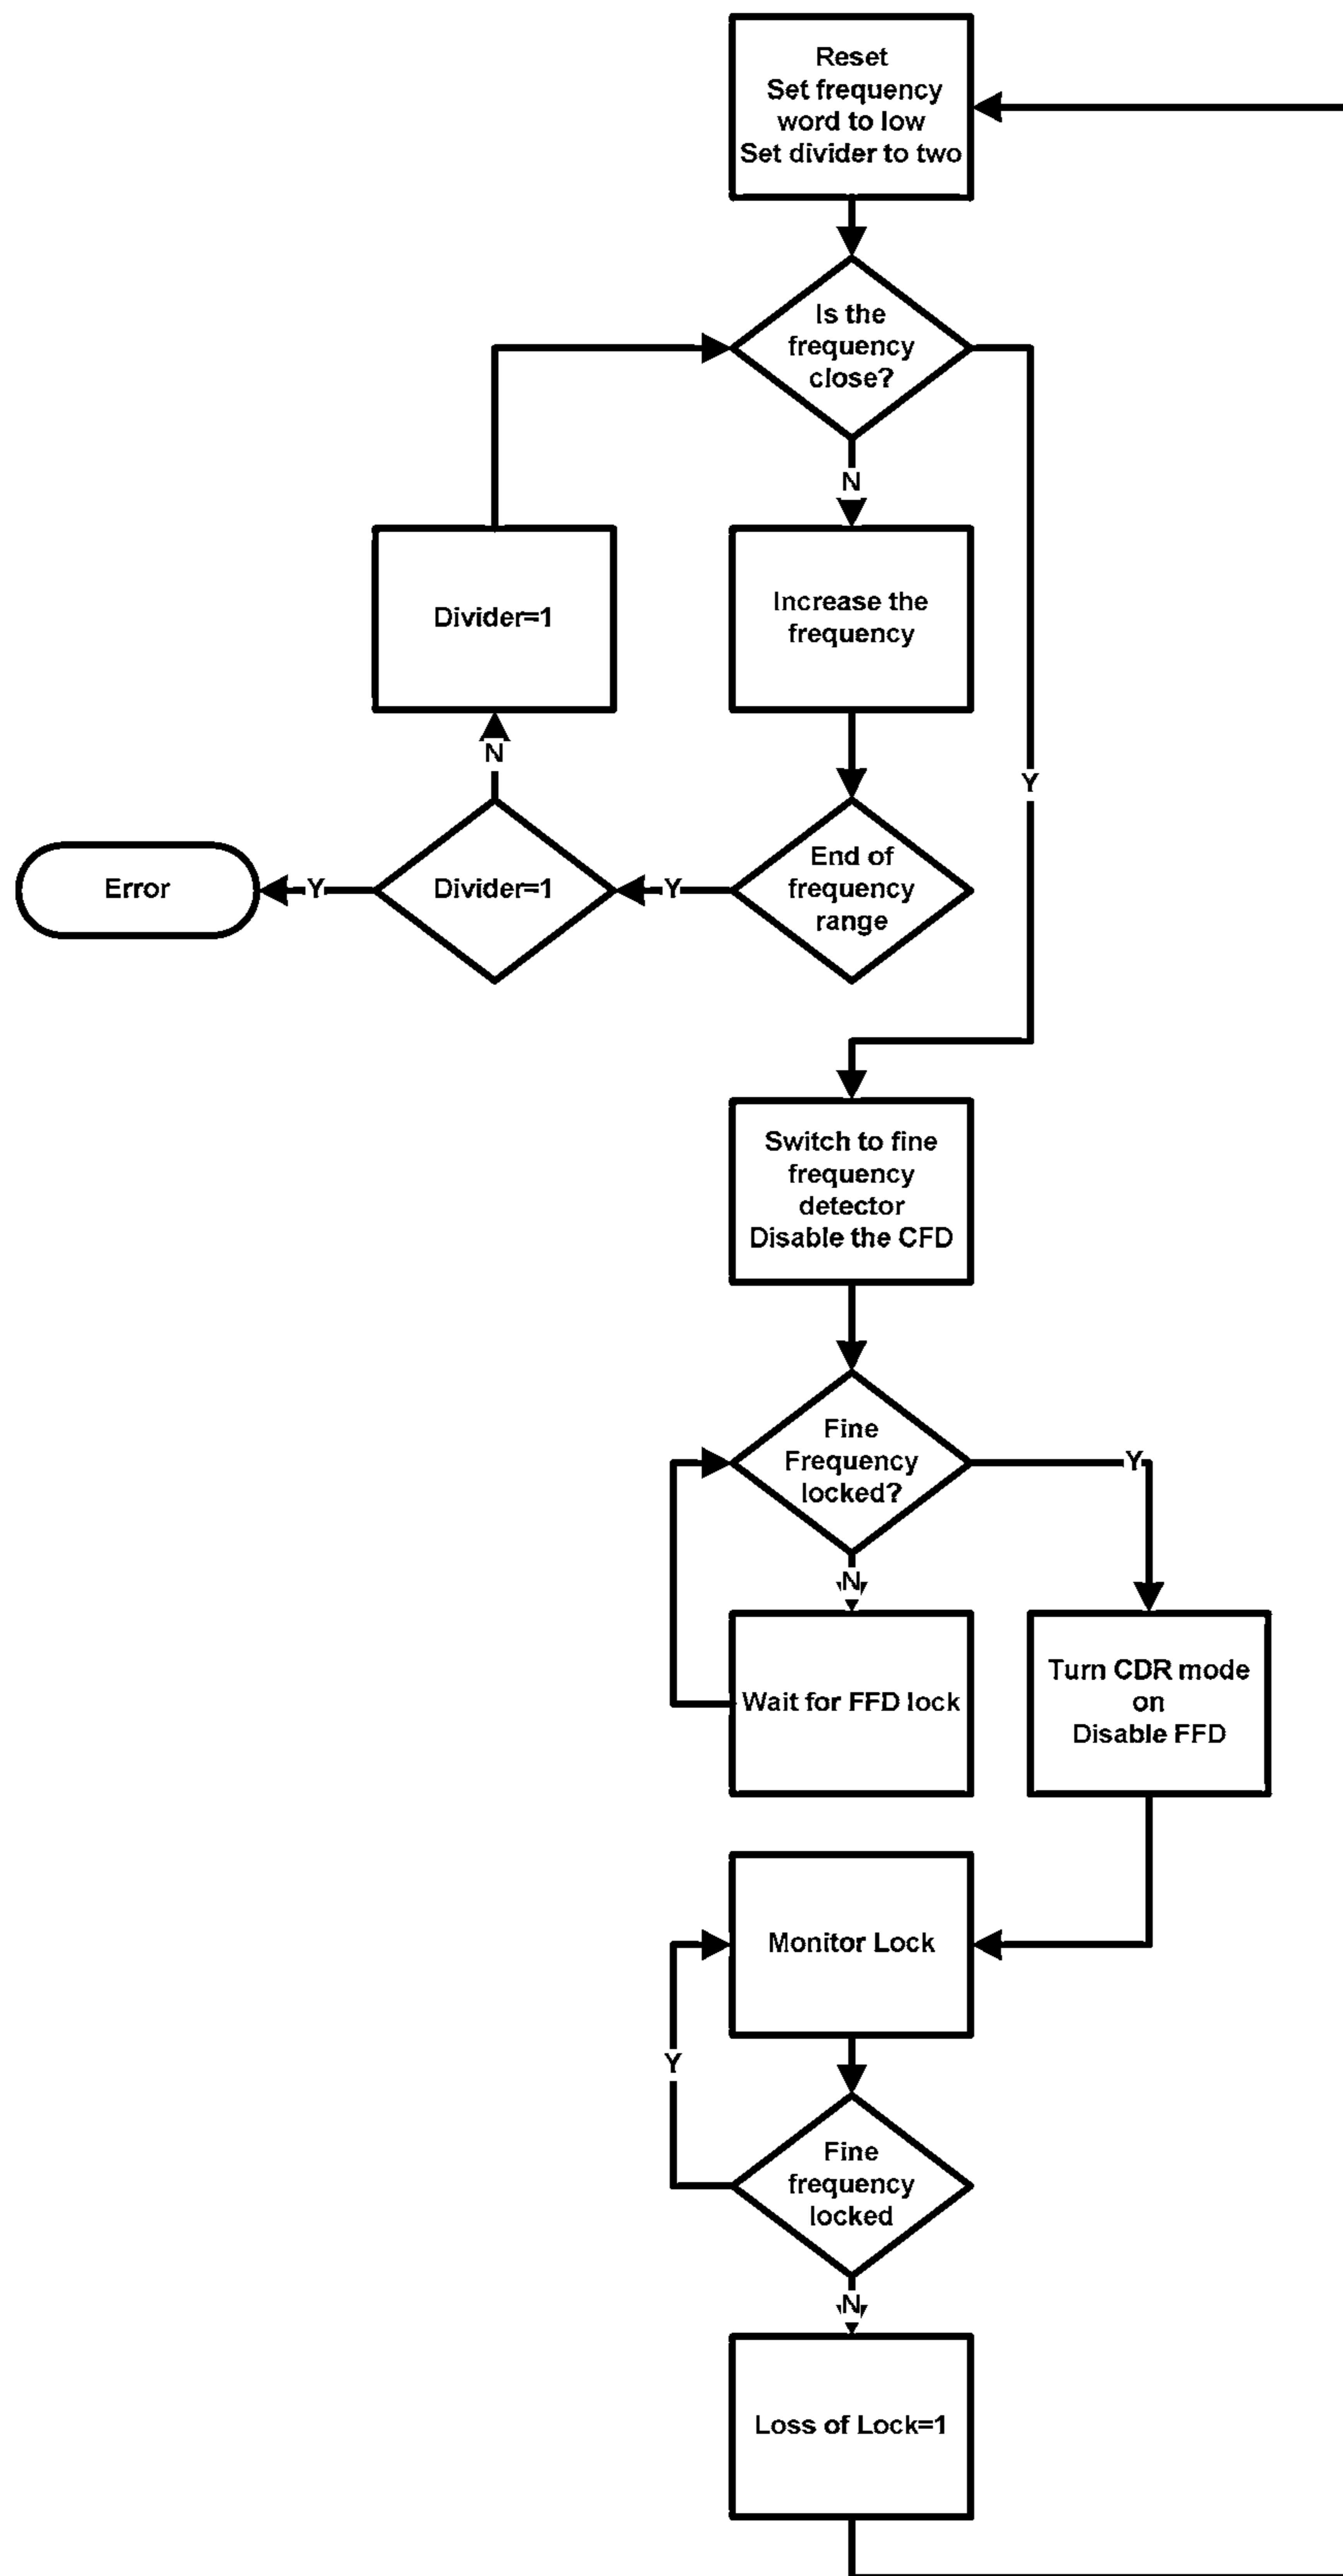 Reset
Set frequency
word to low
Set divider to two
Is the
frequency
close?
N
Increase the
frequency
Divider=1
N
Y
End of
frequency
range
Y
Divider=1
Y
Error
Switch to fine
frequency
detector
Disable the CFD
Fine
Frequency
locked?
Y
N
Wait for FFD lock
Turn CDR mode
on
Disable FFD
Monitor Lock
Y
Fine
frequency
locked
N
Loss of Lock=1